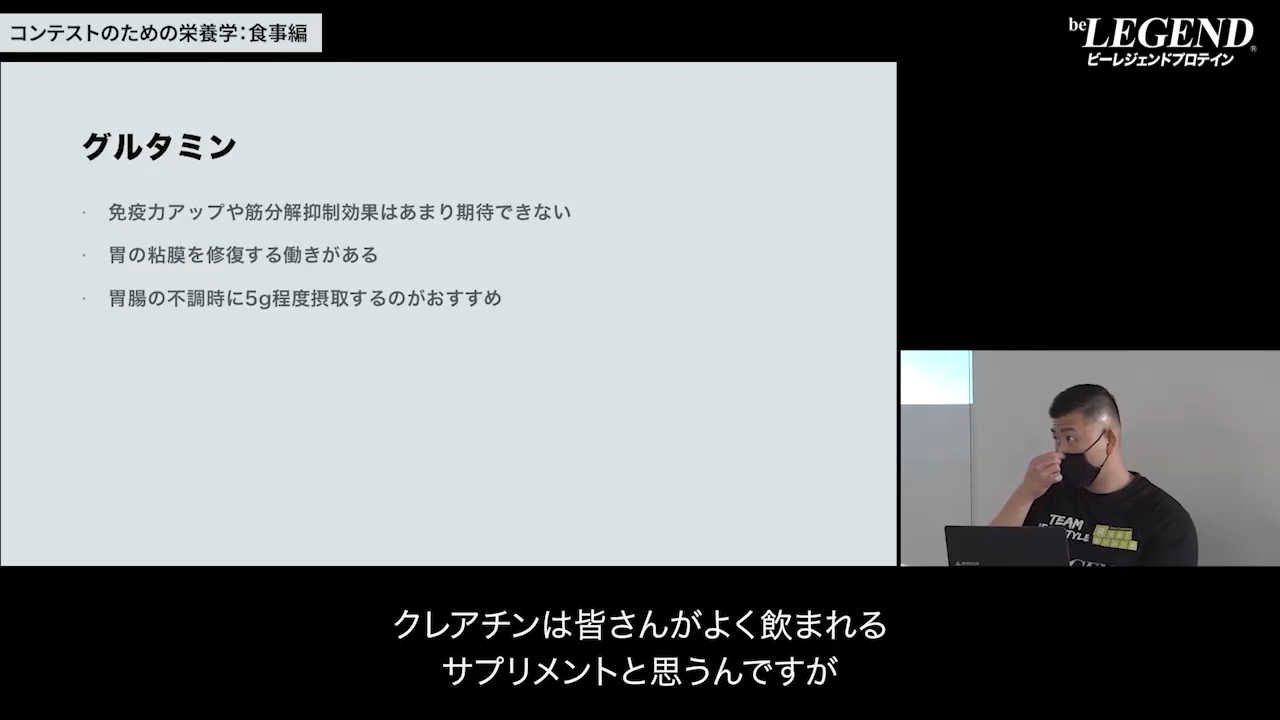 コンテストのための栄養学：食事編
beLEGEND®
ビーレジェンドプロテイン
グルタミン
· 免疫力アップや筋分解抑制効果はあまり期待できない
· 胃の粘膜を修復する働きがある
· 胃腸の不調時に5g程度摂取するのがおすすめ
TEAM
クレアチンは皆さんがよく飲まれる
サプリメントと思うんですが